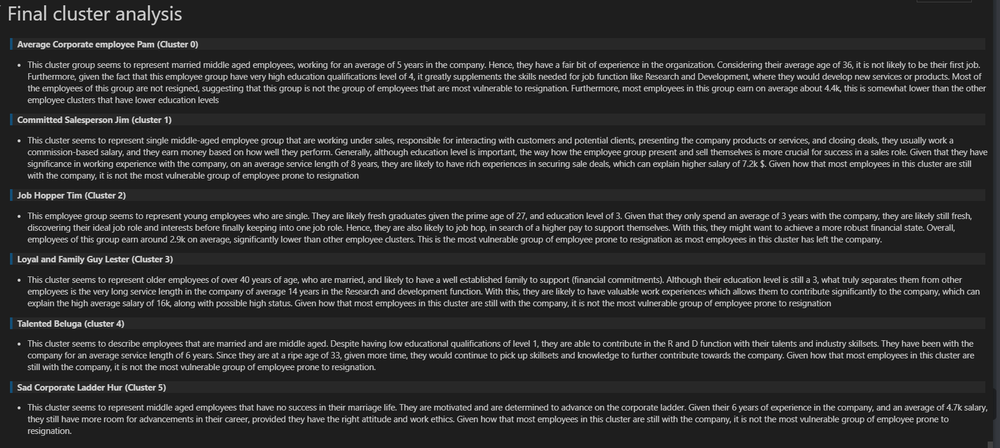 Final cluster analysis
Average Corporate employee Pam (Cluster 0)
• This cluster group seems to represent married middle aged employees, working for an average of 5 years in the company. Hence, they have a fair bit of experience in the organization. Considering their average age of 36, it is not likely to be their first job.
Furthermore, given the fact that this employee group have very high education qualifications level of 4, it greatly supplements the skills needed for job function like Research and Development, where they would develop new services or products. Most of
the employees of this group are not resigned, suggesting that this group is not the group of employees that are most vulnerable to resignation. Furthermore, most employees in this group earn on average about 4.4k, this is somewhat lower than the other
employee clusters that have lower education levels
Committed Salesperson Jim (cluster 1)
• This cluster seems to represent single middle-aged employee group that are working under sales, responsible for interacting with customers and potential clients, presenting the company products or services, and closing deals, they usually work a
commission-based salary, and they earn money based on how well they perform. Generally, although education level is important, the way how the employee group present and sell themselves is more crucial for success in a sales role. Given that they have
significance in working experience with the company, on an average service length of 8 years, they are likely to have rich experiences in securing sale deals, which can explain higher salary of 7.2k $. Given how that most employees in this cluster are still
with the company, it is not the most vulnerable group of employee prone to resignation
Job Hopper Tim (Cluster 2)
• This employee group seems to represent young employees who are single. They are likely fresh graduates given the prime age of 27, and education level of 3. Given that they only spend an average of 3 years with the company, they are likely still fresh,
discovering their ideal job role and interests before finally keeping into one job role. Hence, they are also likely to job hop, in search of a higher pay to support themselves. With this, they might want to achieve a more robust financial state. Overall,
employees of this group earn around 2.9k on average, significantly lower than other employee clusters. This is the most vulnerable group of employee prone to resignation as most employees in this cluster has left the company.
Loyal and Family Guy Lester (Cluster 3)
• This cluster seems to represent older employees of over 40 years of age, who are married, and likely to have a well established family to support (financial commitments). Although their education level is still a 3, what truly separates them from other
employees is the very long service length in the company of average 14 years in the Research and development function. With this, they are likely to have valuable work experiences which allows them to contribute significantly to the company, which can
explain the high average salary of 16k, along with possible high status. Given how that most employees in this cluster are still with the company, it is not the most vulnerable group of employee prone to resignation
Talented Beluga (cluster 4)
• This cluster seems to describe employees that are married and are middle aged. Despite having low educational qualifications of level 1, they are able to contribute in the R and D function with their talents and industry skillsets. They have been with the
company for an average service length of 6 years. Since they are at a ripe age of 33, given more time, they would continue to pick up skillsets and knowledge to further contribute towards the company. Given how that most employees in this cluster are
still with the company, it is not the most vulnerable group of employee prone to resignation.
Sad Corporate Ladder Hur (Cluster 5)
• This cluster seems to represent middle aged employees that have no success in their marriage life. They are motivated and are determined to advance on the corporate ladder. Given their 6 years of experience in the company, and an average of 4.7k salary,
they still have more room for advancements in their career, provided they have the right attitude and work ethics. Given how that most employees in this cluster are still with the company, it is not the most vulnerable group of employee prone to
resignation.